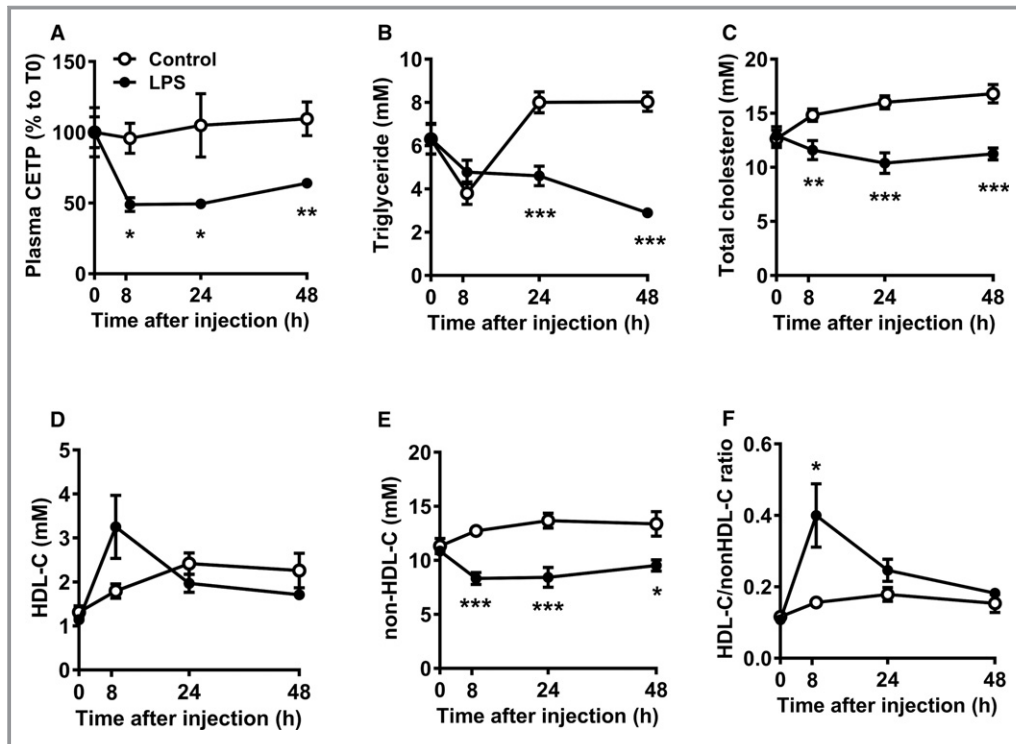 A
Plasma CETP (% to T0)
150
100
50
0
Control
LPS
*
*
**
0 8 24 48
Time after injection (h)
B
Triglyceride (mM)
8
6
4
2
0
***
***
0 8 24 48
Time after injection (h)
C
Total cholesterol (mM)
20
15
10
5
0
**
***
***
0 8 24 48
Time after injection (h)
D
HDL-C (mM)
5
4
3
2
1
0
0 8 24 48
Time after injection (h)
E
non-HDL-C (mM)
20
15
10
5
0
***
***
*
0 8 24 48
Time after injection (h)
F
HDL-C/nonHDL-C ratio
0.6
0.4
0.2
0.0
*
0 8 24 48
Time after injection (h)